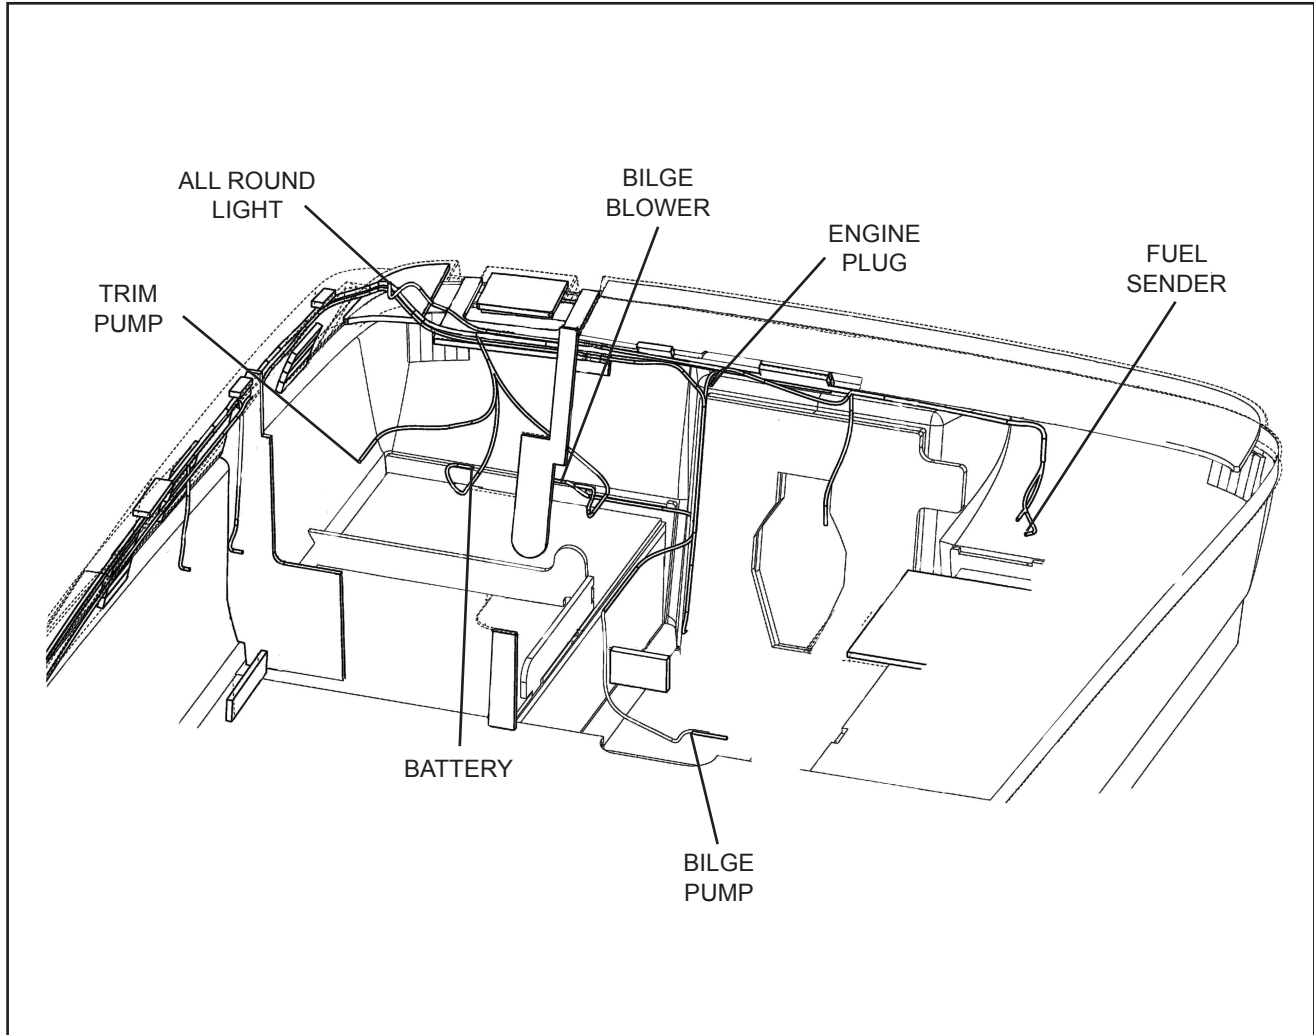 ALL ROUND
LIGHT
BILGE
BLOWER
ENGINE
PLUG
FUEL
SENDER
TRIM
PUMP
BATTERY
BILGE
PUMP